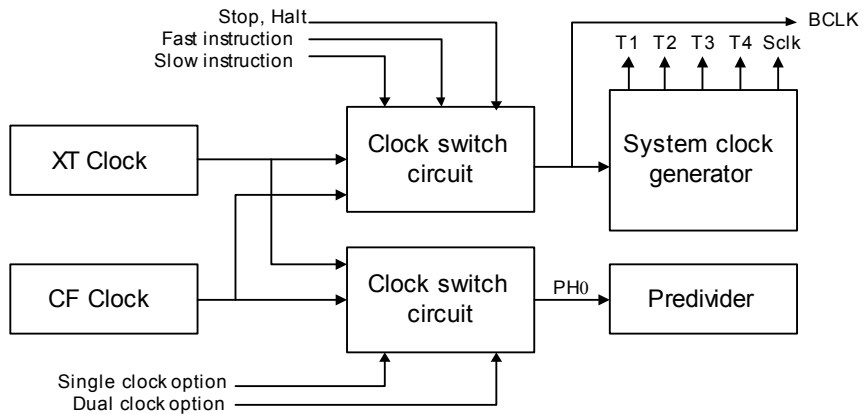 Stop, Halt
BCLK
Fast instruction
T1 T2 T3 T4 Sclk
Slow instruction
XT Clock
Clock switch
circuit
System clock
generator
CF Clock
Clock switch
circuit
PH0
Predivider
Single clock option
Dual clock option